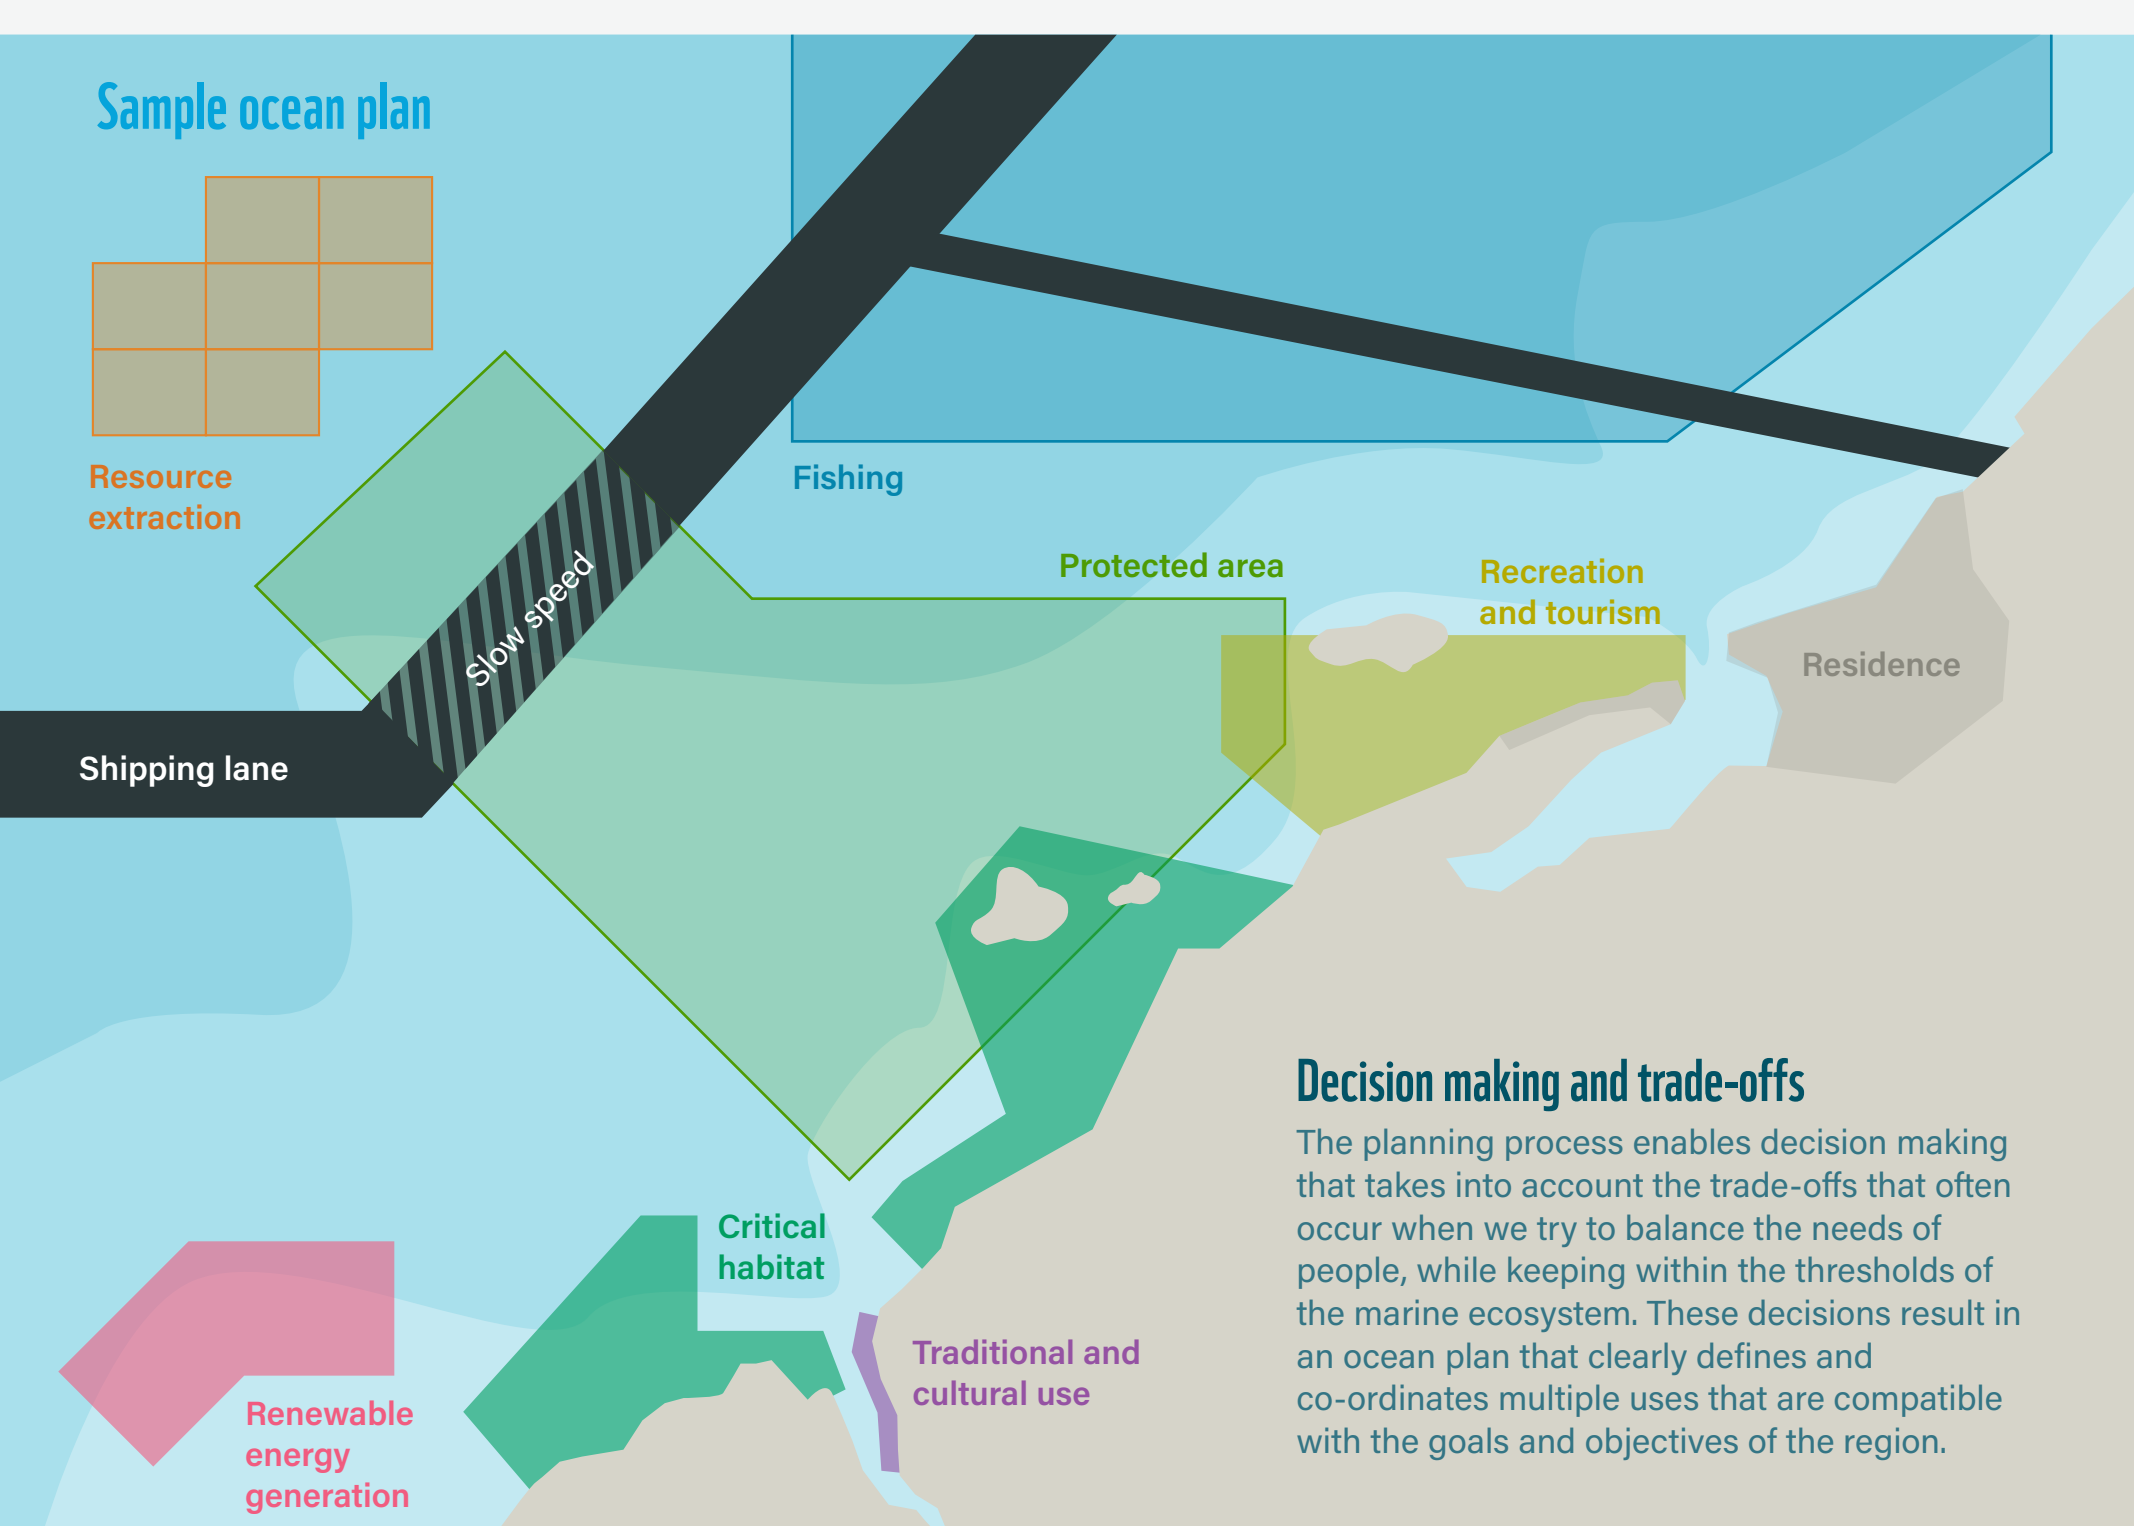 Sample ocean plan
Resource
extraction
Fishing
Slow speed
Protected area
Recreation
and tourism
Residence
Shipping lane
Critical
habitat
Traditional and
cultural use
Renewable
energy
generation
Decision making and trade-offs
The planning process enables decision making
that takes into account the trade-offs that often
occur when we try to balance the needs of
people, while keeping within the thresholds of
the marine ecosystem. These decisions result in
an ocean plan that clearly defines and
co-ordinates multiple uses that are compatible
with the goals and objectives of the region.